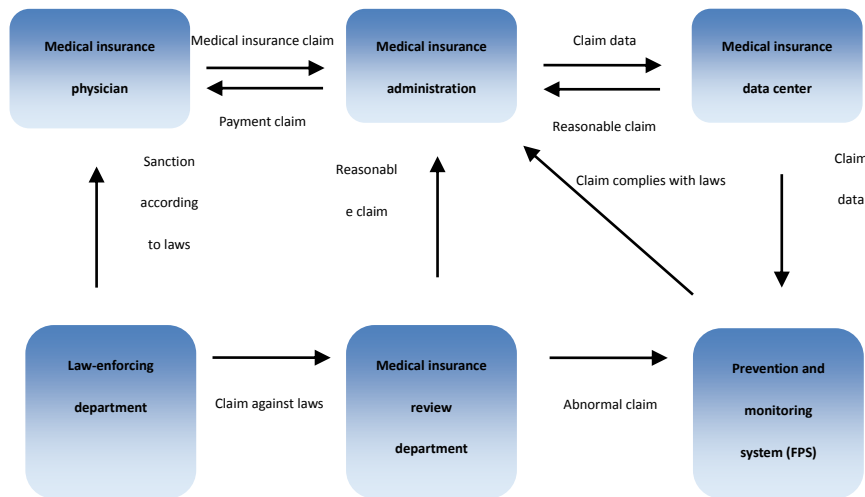 Medical insurance
physician
Medical insurance claim
Payment claim
Medical insurance
administration
Claim data
Reasonable claim
Medical insurance
data center
Sanction
according
to laws
Reasonabl
e claim
Claim complies with laws
Claim
data
Law-enforcing
department
Claim against laws
Medical insurance
review
department
Abnormal claim
Prevention and
monitoring
system (FPS)